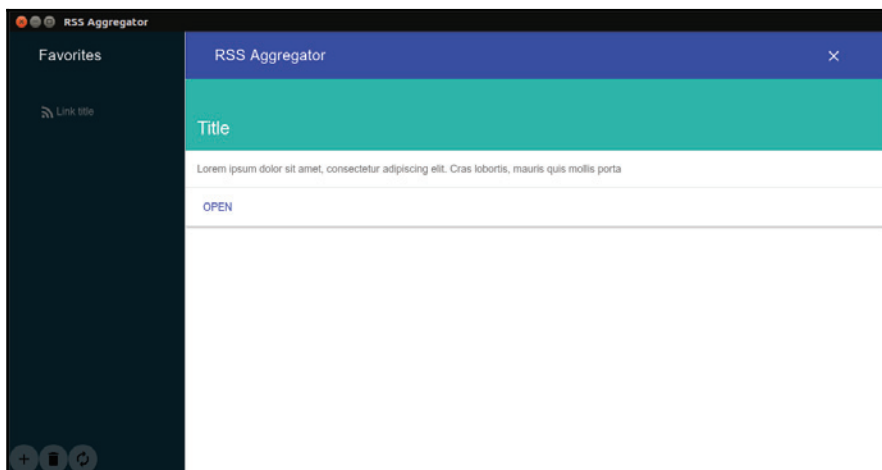 RSS Aggregator
Favorites
RSS Aggregator
Link title
Title
Lorem ipsum dolor sit amet, consectetur adipiscing elit. Cras lobortis, mauris quis mollis porta
OPEN